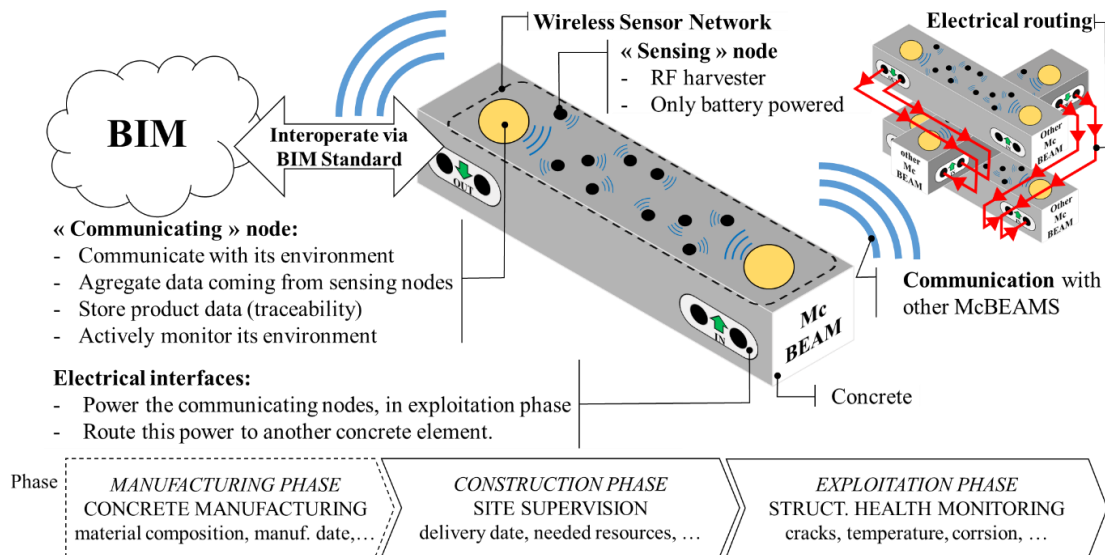 Wireless Sensor Network
« Sensing » node
- RF harvester
- Only battery powered
Electrical routing
BIM
Interoperate via
BIM Standard
OUT
IN
Mc
BEAM
Other
Mc
BEAM
other
Mc
BEAM
Other
Mc
BEAM
« Communicating » node:
- Communicate with its environment
- Agregate data coming from sensing nodes
- Store product data (traceability)
- Actively monitor its environment
Communication with
other McBEAMS
Electrical interfaces:
- Power the communicating nodes, in exploitation phase
- Route this power to another concrete element.
Concrete
Phase
MANUFACTURING PHASE
CONCRETE MANUFACTURING
material composition, manuf. date,…
CONSTRUCTION PHASE
SITE SUPERVISION
delivery date, needed resources, …
EXPLOITATION PHASE
STRUCT. HEALTH MONITORING
cracks, temperature, corrsion, …